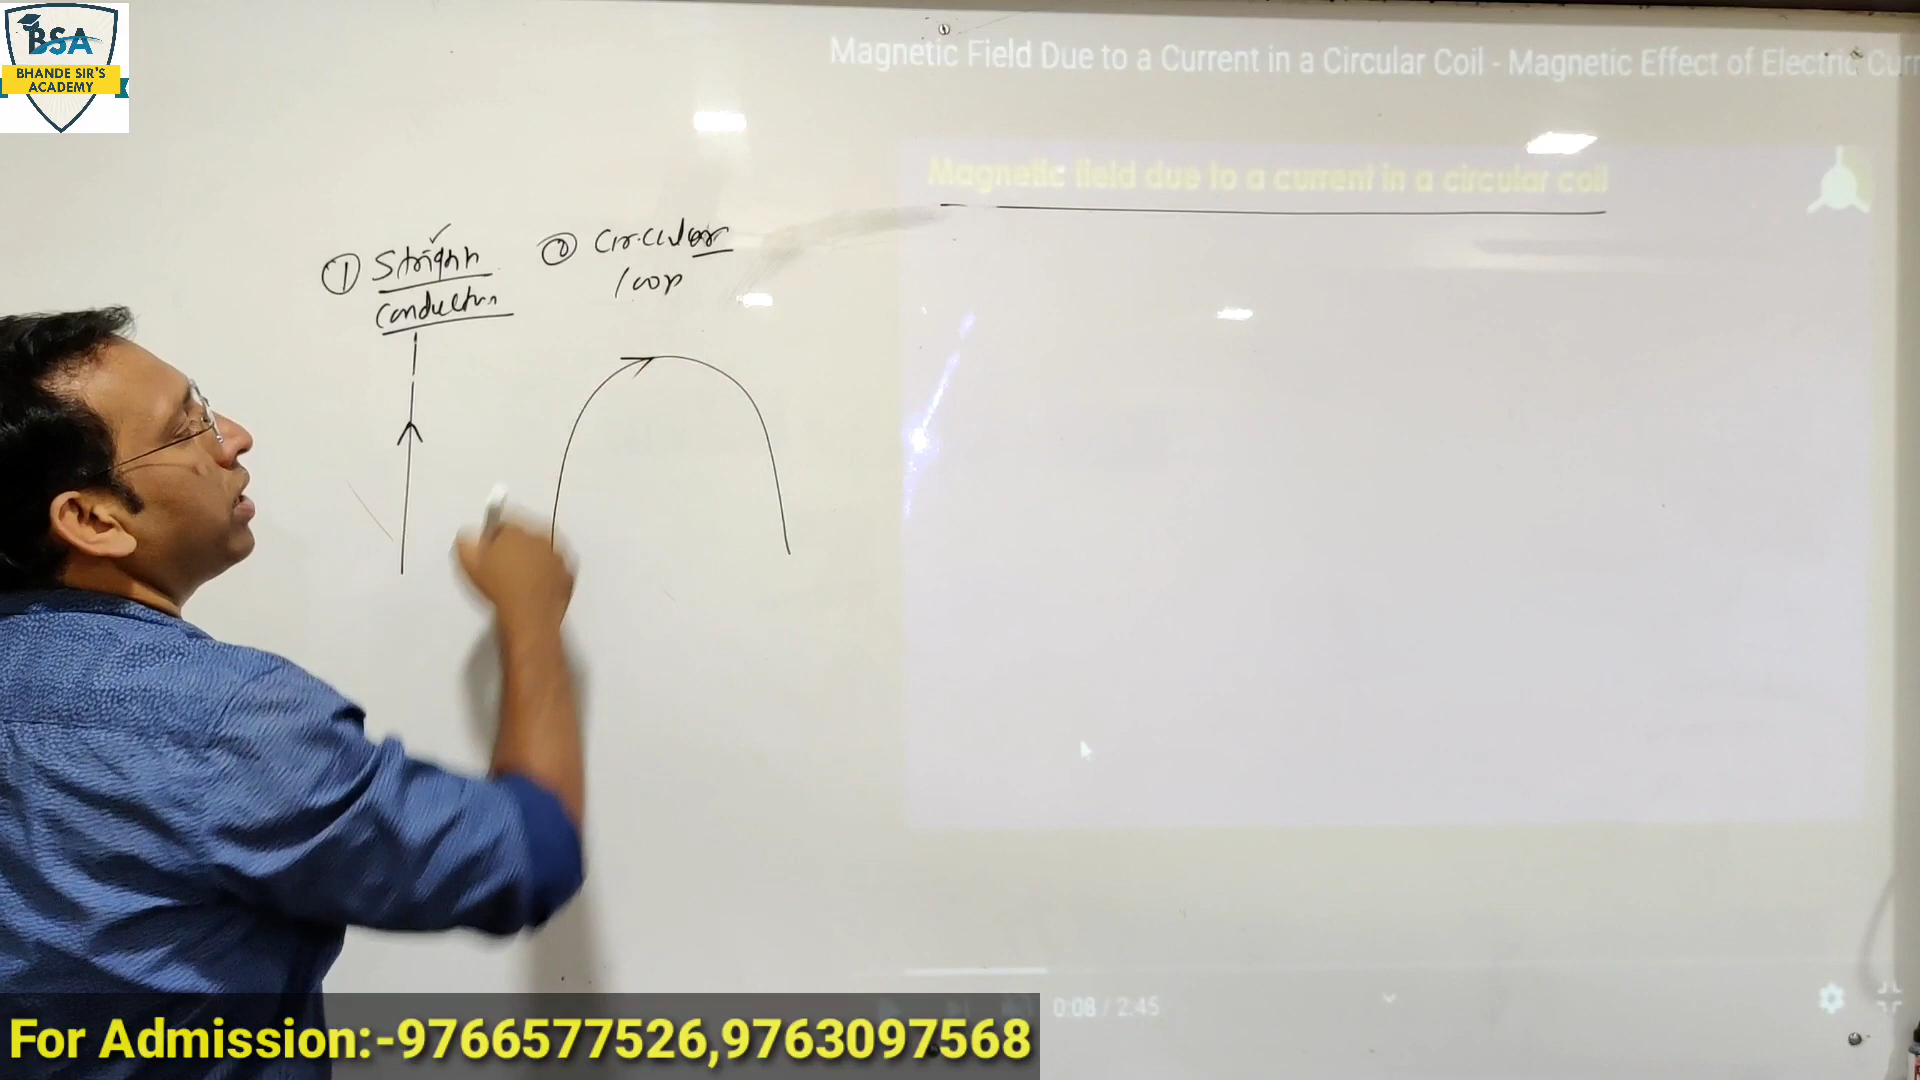 BSA
BHANDE SIR'S
ACADEMY
Magnetic Field Due to a Current in a Circular Coil - Magnetic Effect of Electric Curr
Magnetic field due to a current in a circular coil
① Straight
conductor
② Circular
loop
0:08 / 2:45
For Admission:-9766577526,9763097568